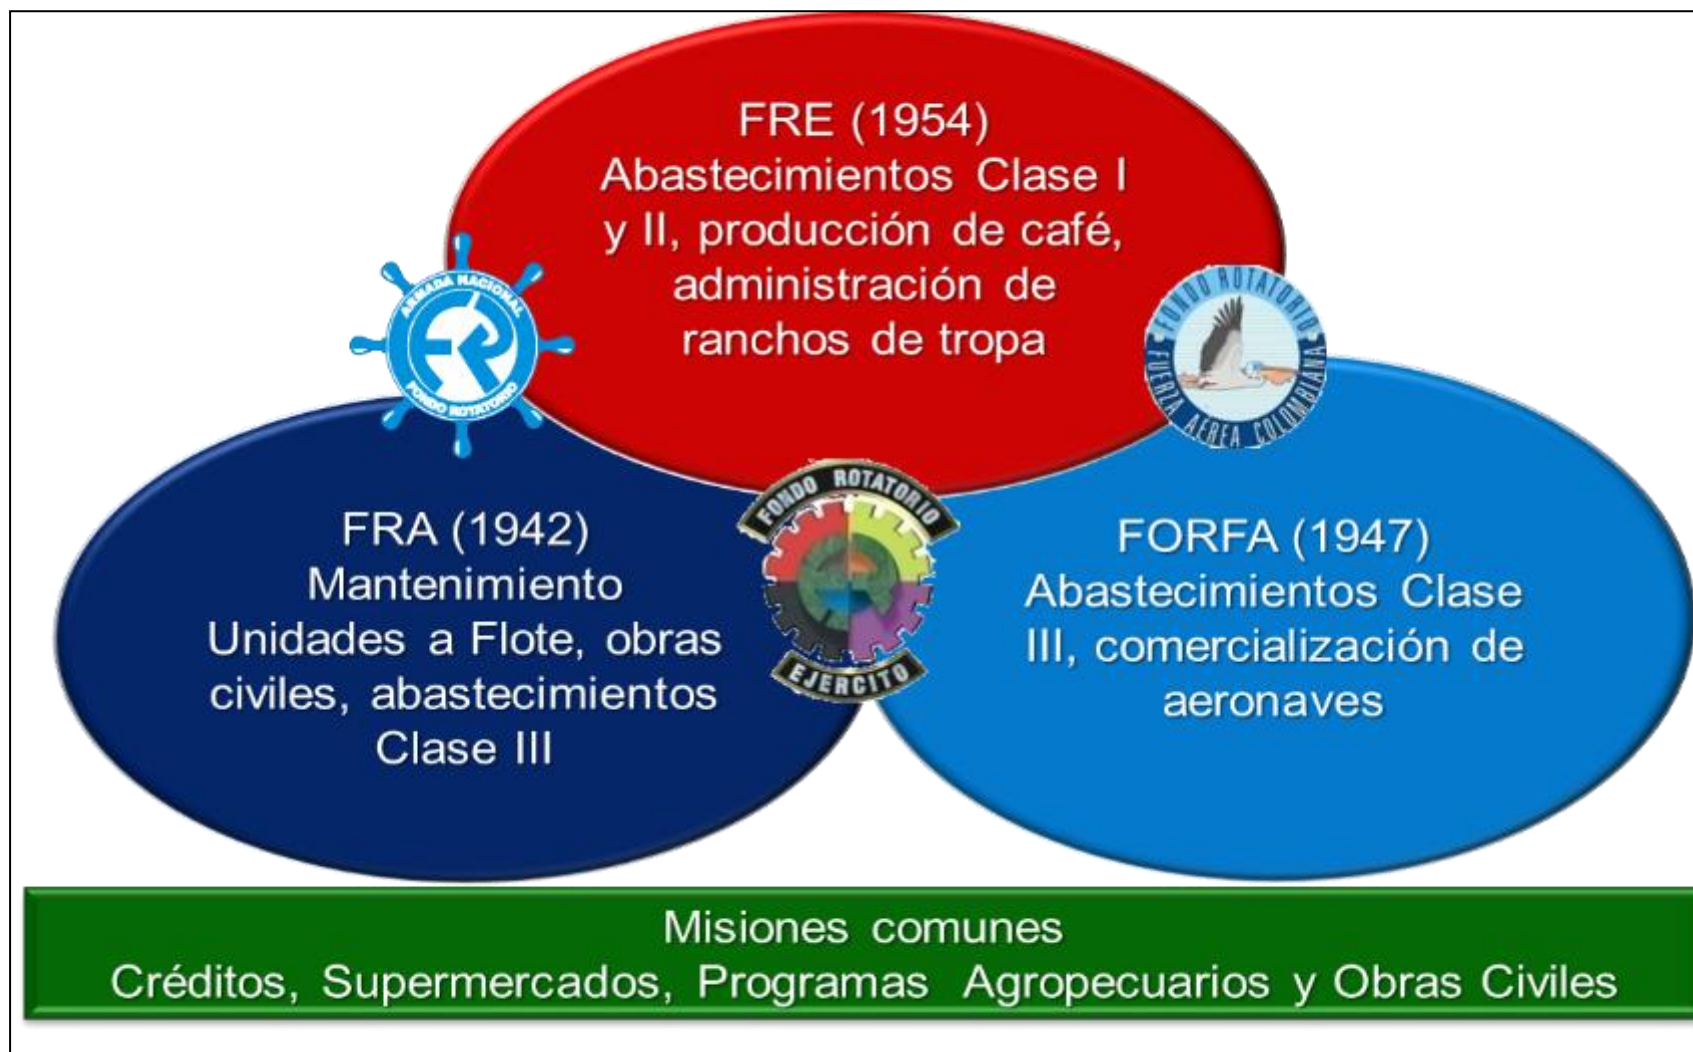 FRE (1954)
Abastecimientos Clase I
y II, producción de café,
administración de
ranchos de tropa
ARMADA NACIONAL
FR
FONDO ROTATORIO
FONDO ROTATORIO
FUERZA AÉREA COLOMBIANA
FRA (1942)
Mantenimiento
Unidades a Flote, obras
civiles, abastecimientos
Clase III
FONDO ROTATORIO
EJERCITO
FORFA (1947)
Abastecimientos Clase
III, comercialización de
aeronaves
Misiones comunes
Créditos, Supermercados, Programas Agropecuarios y Obras Civiles